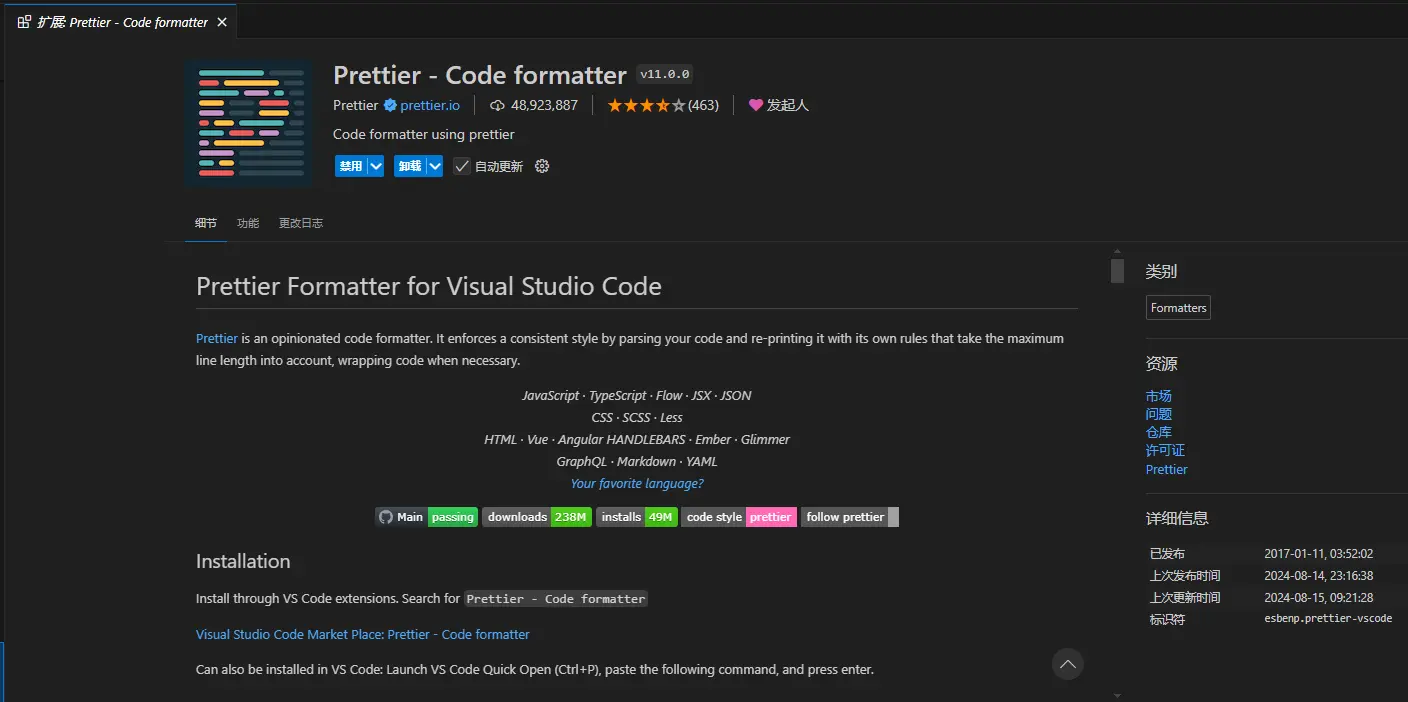 扩展: Prettier - Code formatter
Prettier - Code formatter v11.0.0
Prettier prettier.io 48,923,887 (463) 发起人
Code formatter using prettier
禁用 卸载 自动更新
细节 功能 更改日志
Prettier Formatter for Visual Studio Code
Prettier is an opinionated code formatter. It enforces a consistent style by parsing your code and re-printing it with its own rules that take the maximum
line length into account, wrapping code when necessary.
JavaScript · TypeScript · Flow · JSX · JSON
CSS · SCSS · Less
HTML · Vue · Angular HANDLEBARS · Ember · Glimmer
GraphQL · Markdown · YAML
Your favorite language?
Main passing downloads 238M installs 49M code style prettier follow prettier
Installation
Install through VS Code extensions. Search for Prettier - Code formatter
Visual Studio Code Market Place: Prettier - Code formatter
Can also be installed in VS Code: Launch VS Code Quick Open (Ctrl+P), paste the following command, and press enter.
类别
Formatters
资源
市场
问题
仓库
许可证
Prettier
详细信息
已发布 2017-01-11, 03:52:02
上次发布时间 2024-08-14, 23:16:38
上次更新时间 2024-08-15, 09:21:28
标识符 esbenp.prettier-vscode